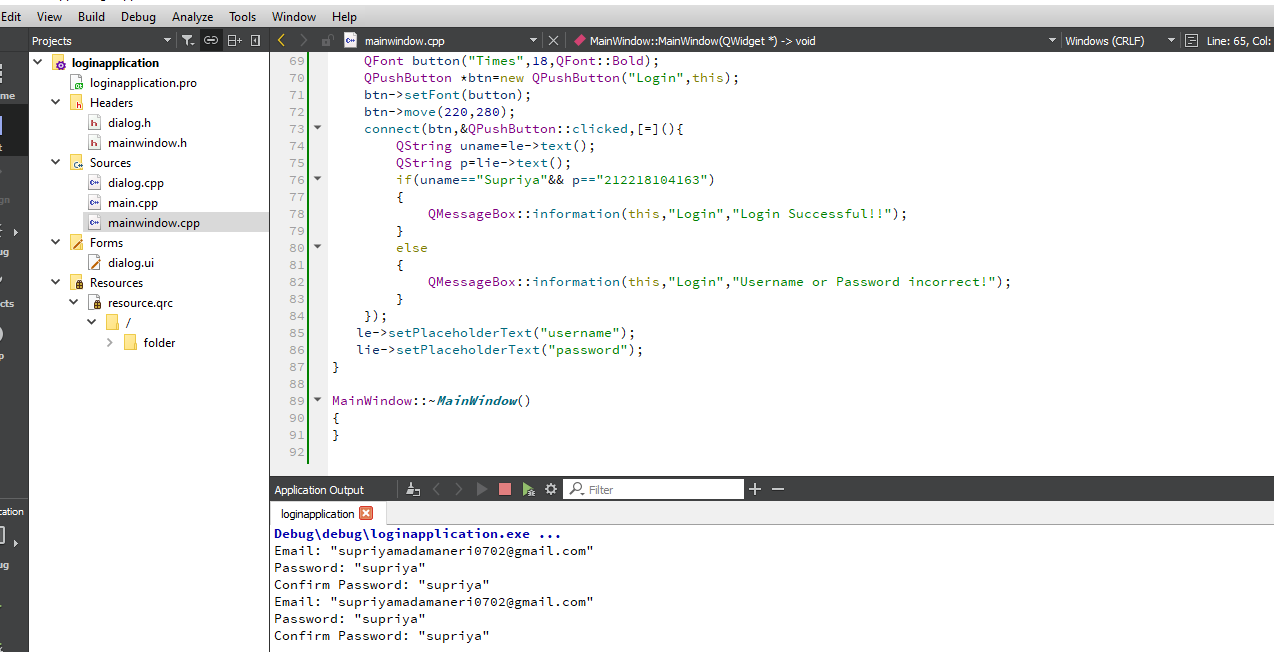 Edit View Build Debug Analyze Tools Window Help
Projects
mainwindow.cpp
MainWindow::MainWindow(QWidget *) -> void
Windows (CRLF)
Line: 65, Col:
loginapplication
loginapplication.pro
Headers
dialog.h
mainwindow.h
Sources
dialog.cpp
main.cpp
mainwindow.cpp
Forms
dialog.ui
Resources
resource.qrc
/
folder
69 QFont button("Times",18,QFont::Bold);
70 QPushButton *btn=new QPushButton("Login",this);
71 btn->setFont(button);
72 btn->move(220,280);
73 connect(btn,&QPushButton::clicked,[=](){
74 QString uname=le->text();
75 QString p=lie->text();
76 if(uname=="Supriya"&& p=="212218104163")
77 {
78 QMessageBox::information(this,"Login","Login Successful!!");
79 }
80 else
81 {
82 QMessageBox::information(this,"Login","Username or Password incorrect!");
83 }
84 });
85 le->setPlaceholderText("username");
86 lie->setPlaceholderText("password");
87 }
88
89 MainWindow::~MainWindow()
90 {
91 }
92
Application Output
Filter
loginapplication
Debug\debug\loginapplication.exe ...
Email: "supriyamadamaneri0702@gmail.com"
Password: "supriya"
Confirm Password: "supriya"
Email: "supriyamadamaneri0702@gmail.com"
Password: "supriya"
Confirm Password: "supriya"